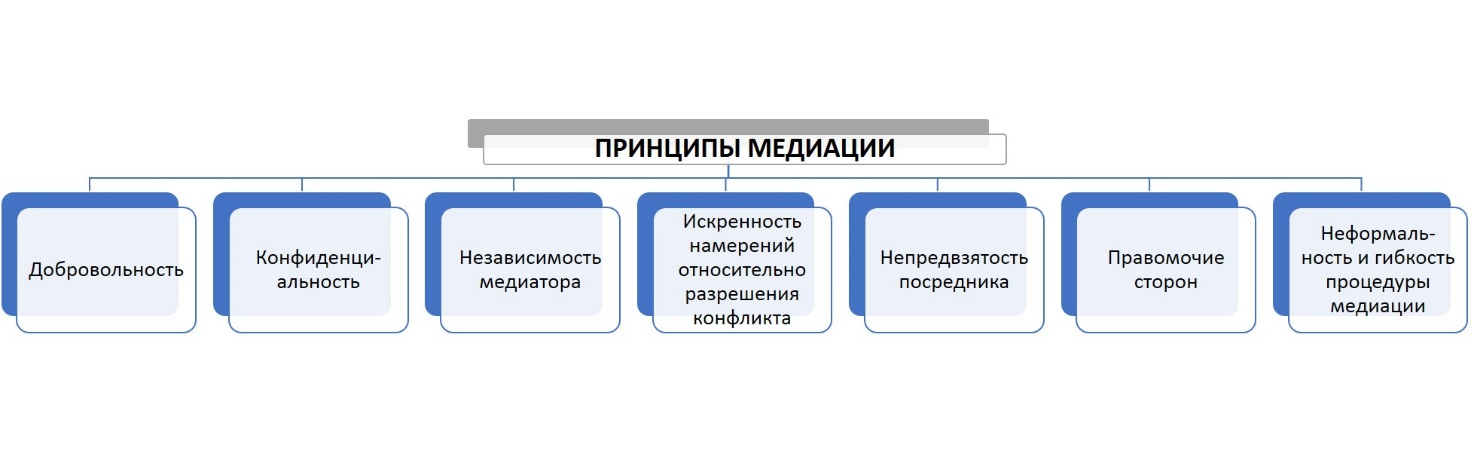 ПРИНЦИПЫ МЕДИАЦИИ
Добровольность
Конфиденци-
альность
Независимость
медиатора
Искренность
намерений
относительно
разрешения
конфликта
Непредвзятость
посредника
Правомочие
сторон
Неформаль-
ность и гибкость
процедуры
медиации